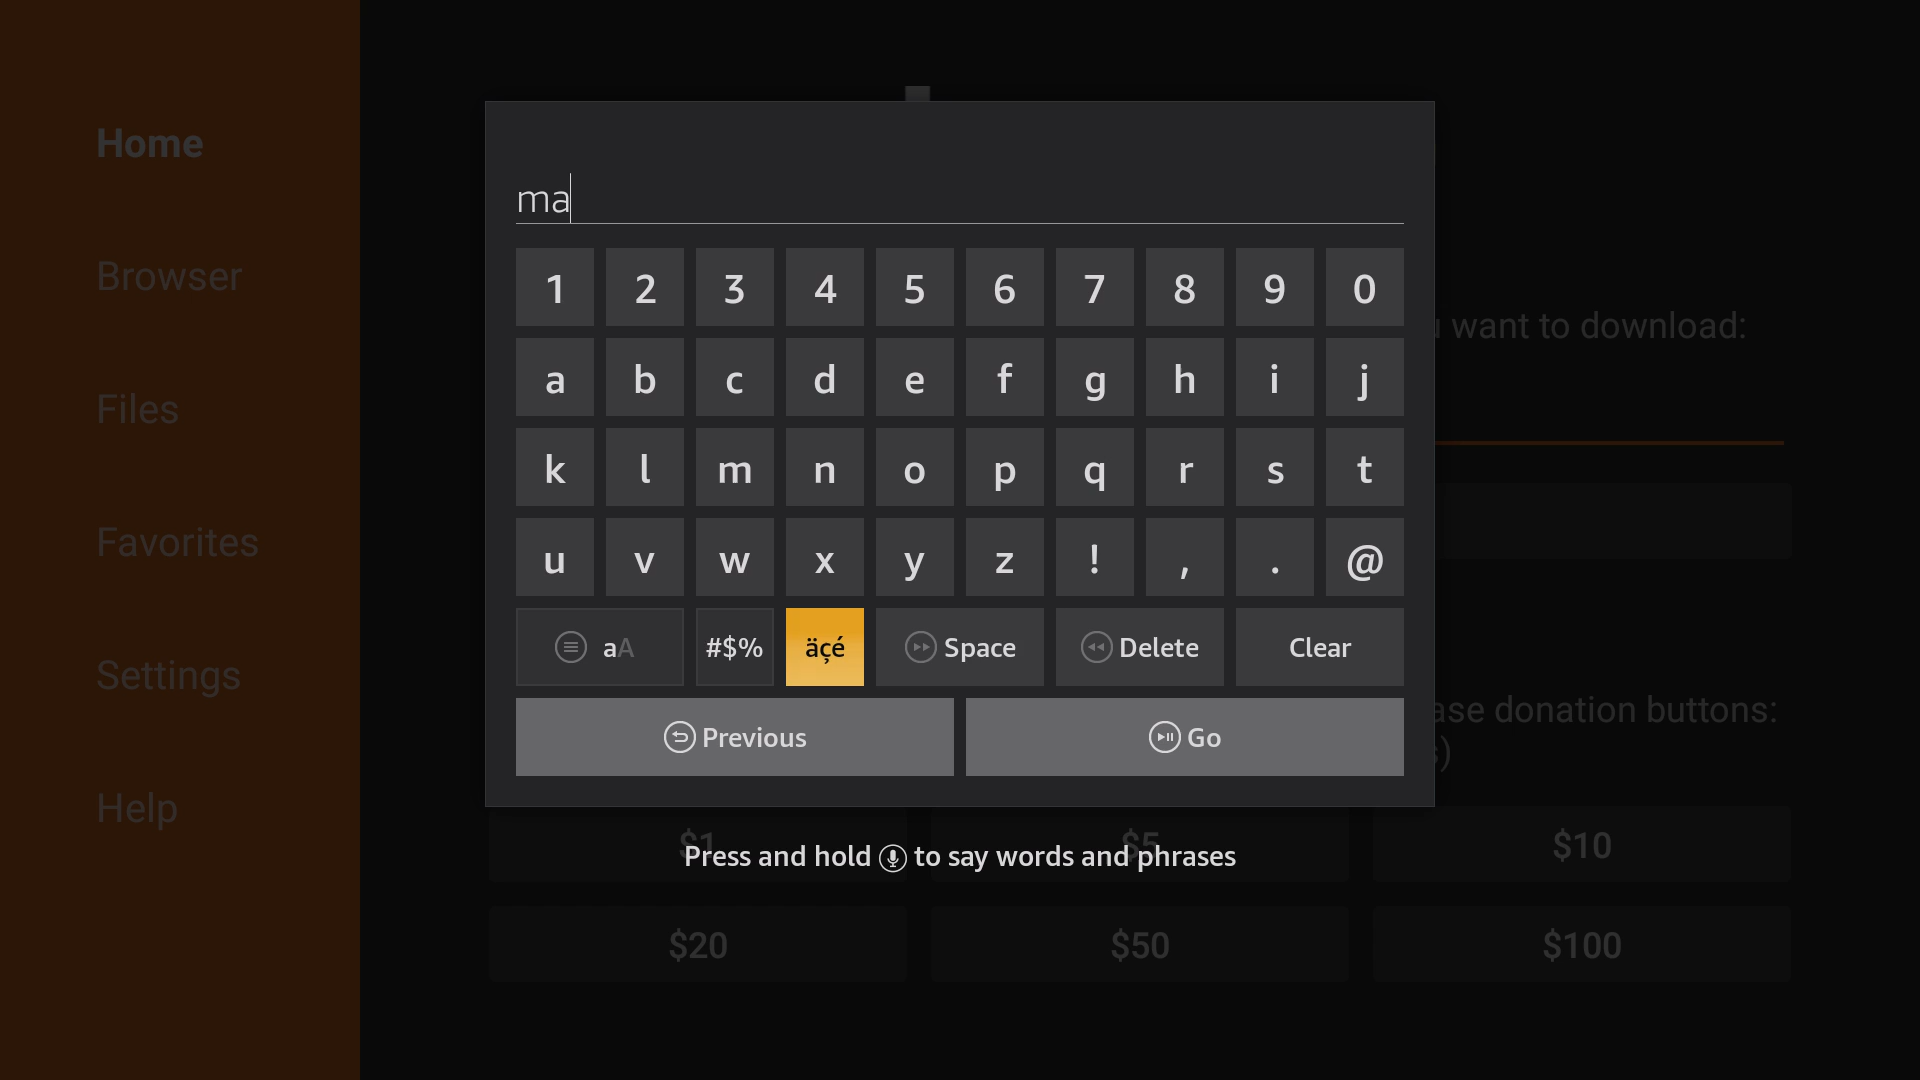 Home
Browser
Files
Favorites
Settings
Help
ma
1 2 3 4 5 6 7 8 9 0
a b c d e f g h i j
k l m n o p q r s t
u v w x y z ! , . @
aA #$% äçé Space Delete Clear
Previous Go
want to download:
donation buttons:
Press and hold to say words and phrases
$1 $5 $10
$20 $50 $100